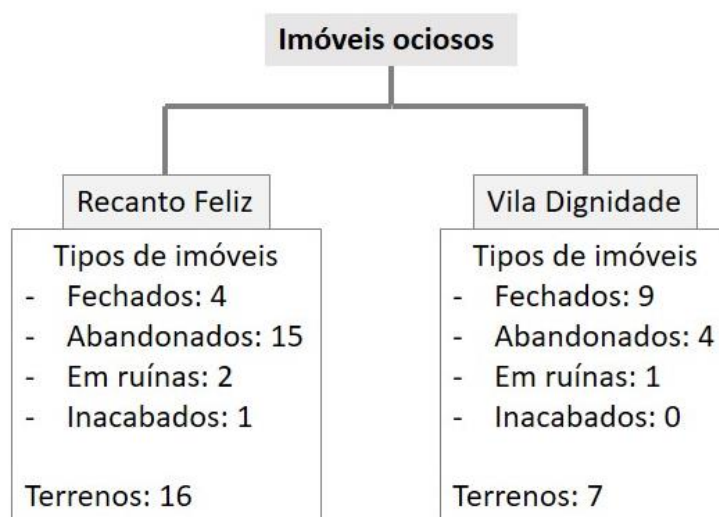 Imóveis ociosos
Recanto Feliz
Tipos de imóveis
- Fechados: 4
- Abandonados: 15
- Em ruínas: 2
- Inacabados: 1
Terrenos: 16
Vila Dignidade
Tipos de imóveis
- Fechados: 9
- Abandonados: 4
- Em ruínas: 1
- Inacabados: 0
Terrenos: 7